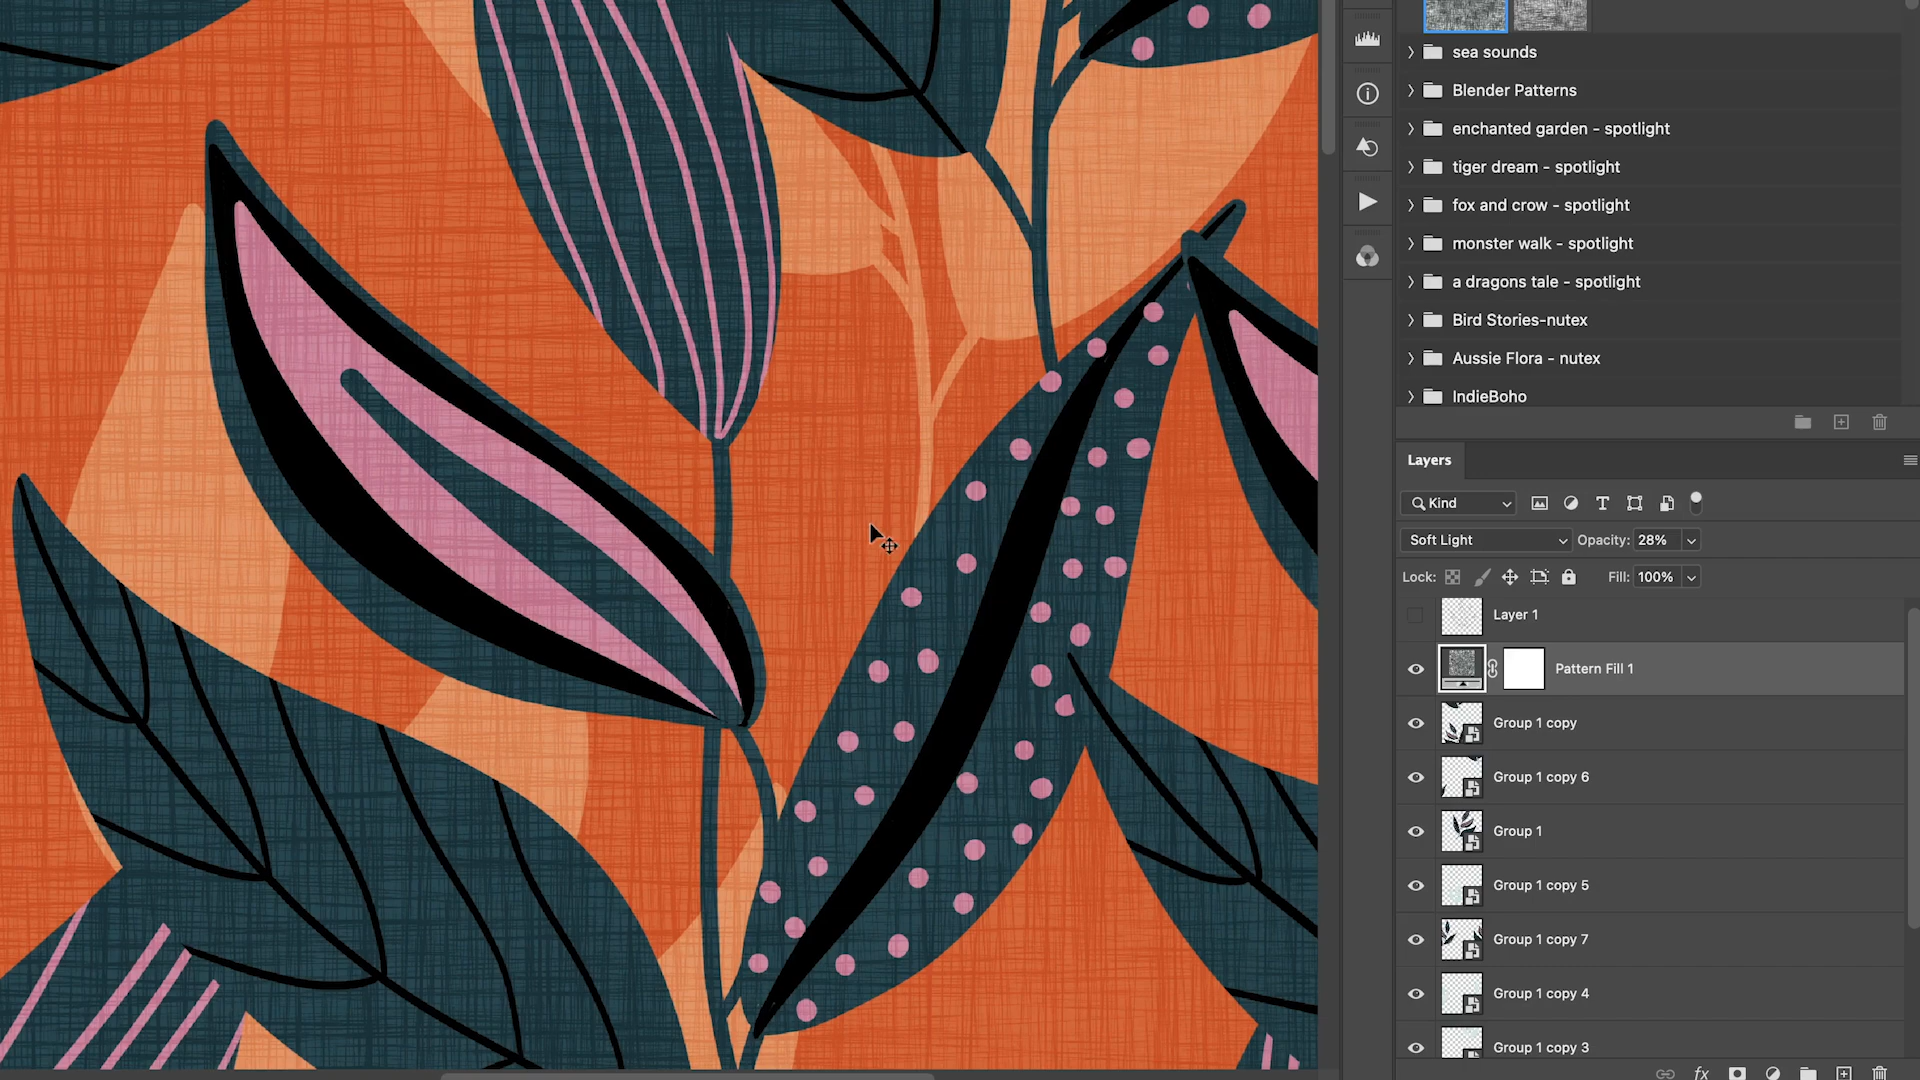 sea sounds
Blender Patterns
enchanted garden - spotlight
tiger dream - spotlight
fox and crow - spotlight
monster walk - spotlight
a dragons tale - spotlight
Bird Stories-nutex
Aussie Flora - nutex
IndieBoho
Layers
Kind
Soft Light Opacity: 28%
Lock: Fill: 100%
Layer 1
Pattern Fill 1
Group 1 copy
Group 1 copy 6
Group 1
Group 1 copy 5
Group 1 copy 7
Group 1 copy 4
Group 1 copy 3
fx